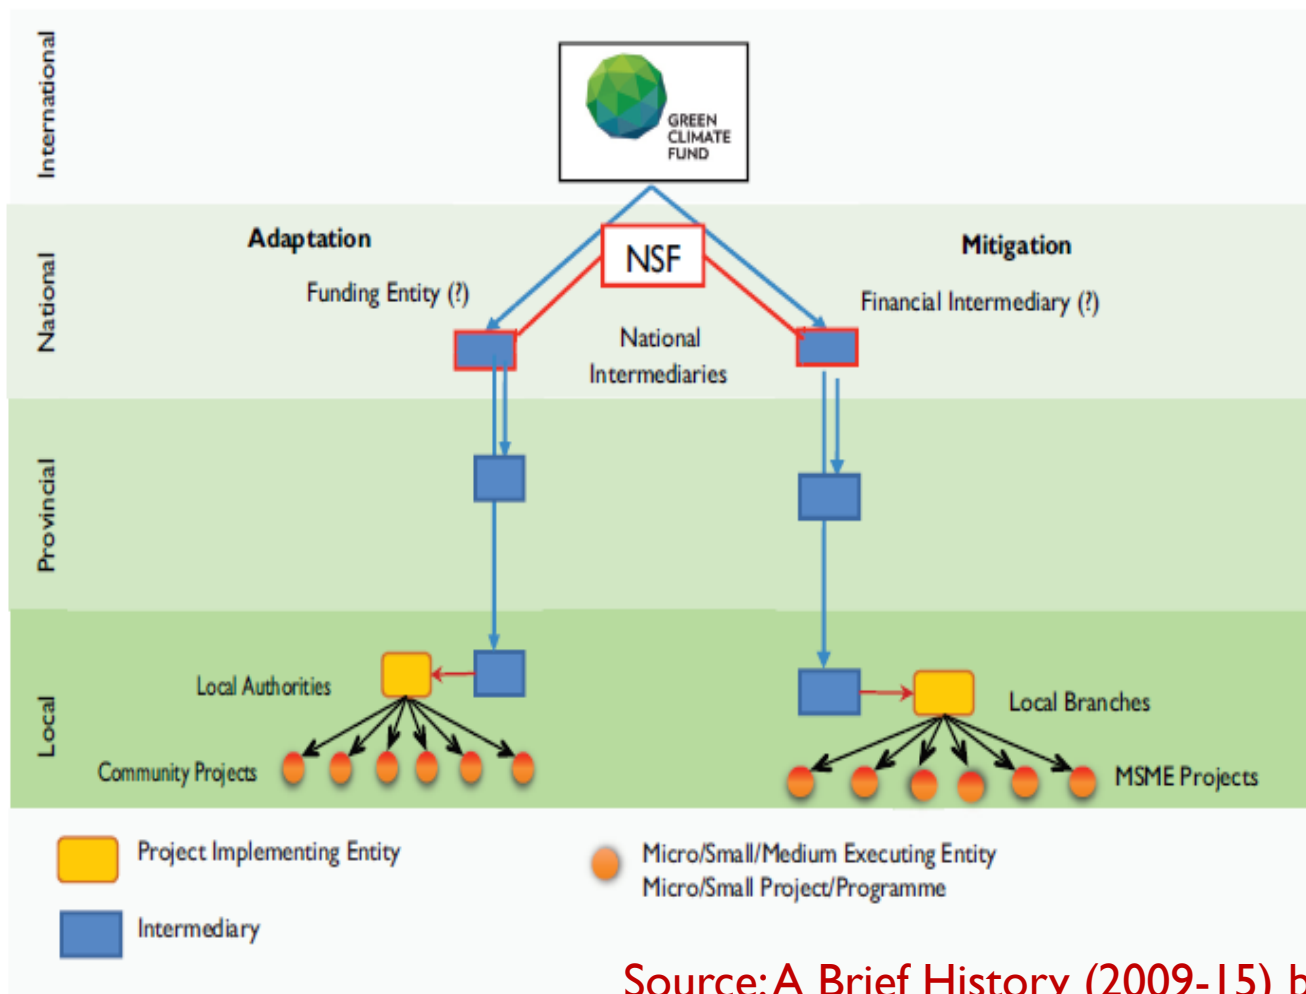 International
GREEN
CLIMATE
FUND
National
Adaptation
NSF
Mitigation
Funding Entity (?)
Financial Intermediary (?)
National
Intermediaries
Provincial
Local
Local Authorities
Local Branches
Community Projects
MSME Projects
Project Implementing Entity
Micro/Small/Medium Executing Entity
Micro/Small Project/Programme
Intermediary
Source: A Brief History (2009-15) b